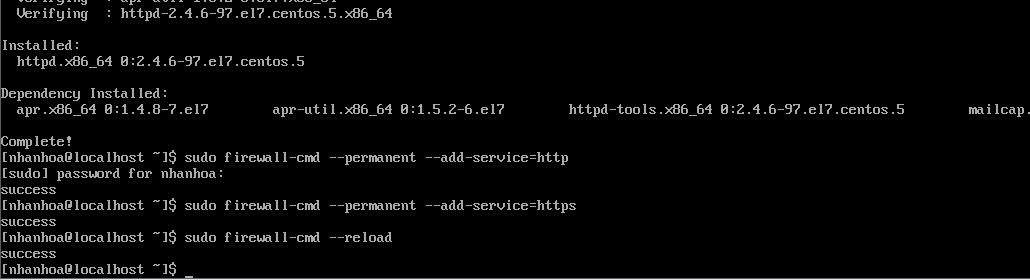 Verifying  : httpd-2.4.6-97.el7.centos.5.x86_64
Installed:
httpd.x86_64 0:2.4.6-97.el7.centos.5
Dependency Installed:
apr.x86_64 0:1.4.8-7.el7        apr-util.x86_64 0:1.5.2-6.el7        httpd-tools.x86_64 0:2.4.6-97.el7.centos.5        mailcap.
Complete!
[nhanhoa@localhost ~]$ sudo firewall-cmd --permanent --add-service=http
[sudo] password for nhanhoa:
success
[nhanhoa@localhost ~]$ sudo firewall-cmd --permanent --add-service=https
success
[nhanhoa@localhost ~]$ sudo firewall-cmd --reload
success
[nhanhoa@localhost ~]$ _